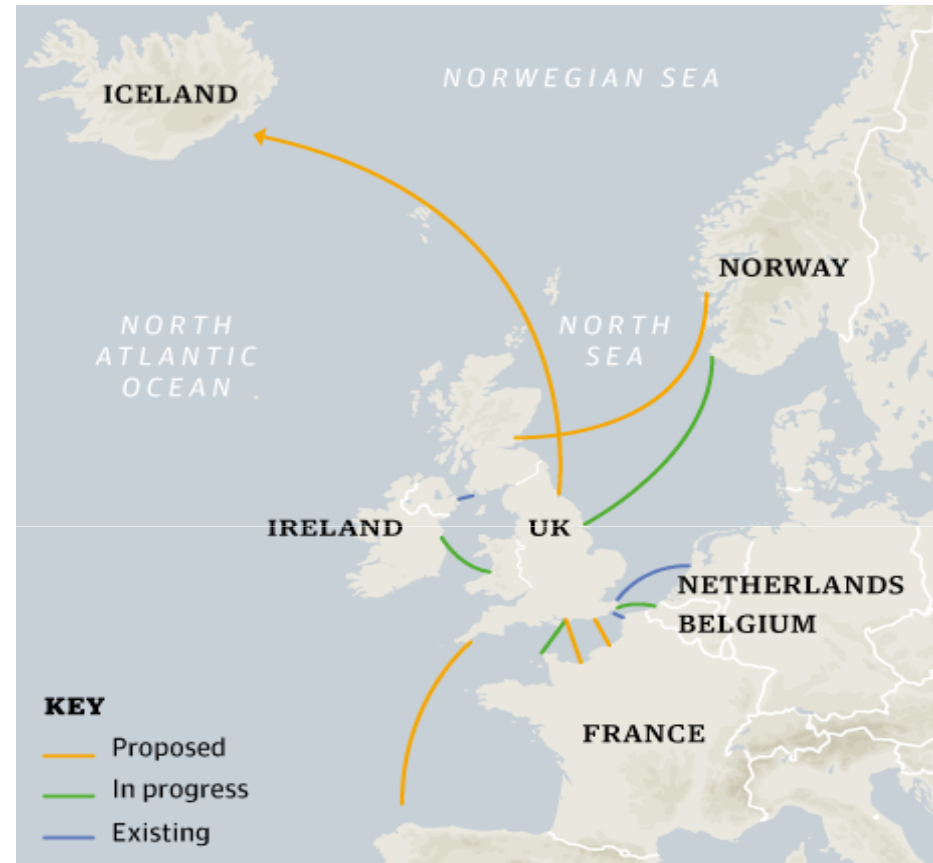 ICELAND
NORWEGIAN SEA
NORWAY
NORTH
ATLANTIC
OCEAN
NORTH
SEA
IRELAND
UK
NETHERLANDS
BELGIUM
FRANCE
KEY
Proposed
In progress
Existing